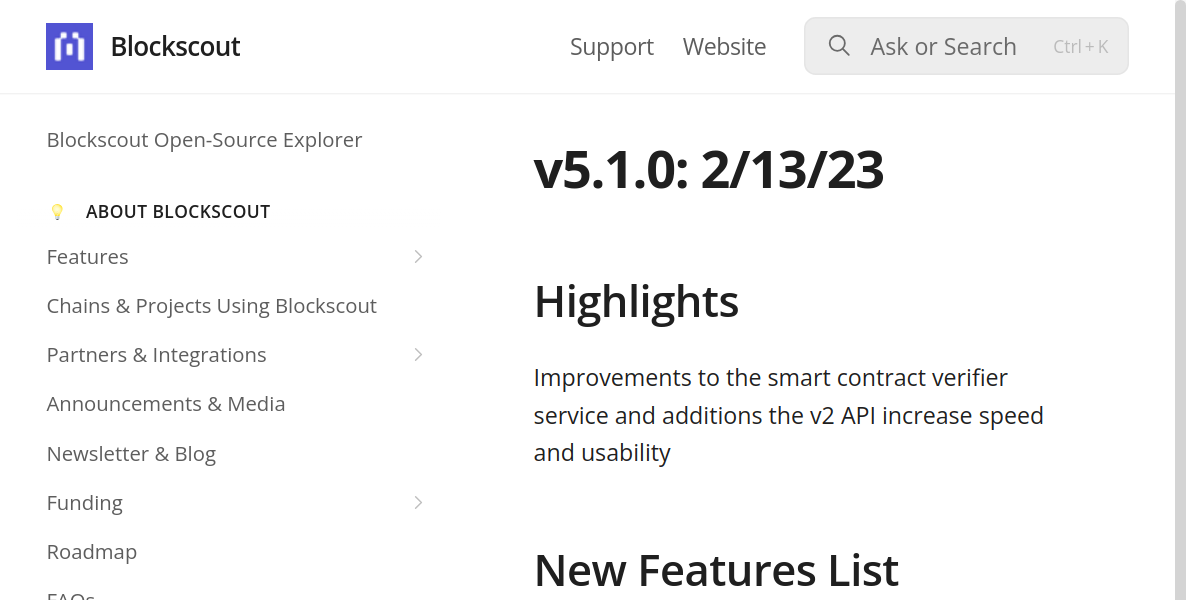 Blockscout
Support
Website
Ask or Search
Ctrl + K
Blockscout Open-Source Explorer
ABOUT BLOCKSCOUT
Features
Chains & Projects Using Blockscout
Partners & Integrations
Announcements & Media
Newsletter & Blog
Funding
Roadmap
FAQs
v5.1.0: 2/13/23
Highlights
Improvements to the smart contract verifier
service and additions the v2 API increase speed
and usability
New Features List